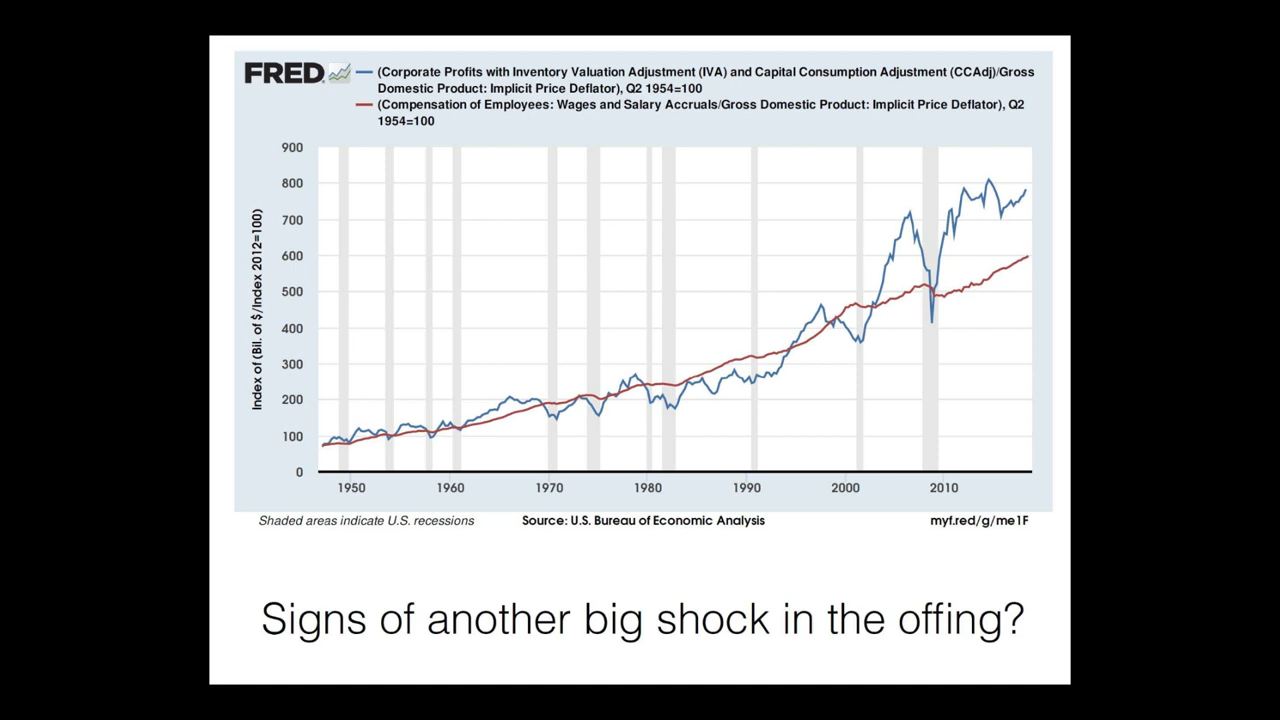 FRED
(Corporate Profits with Inventory Valuation Adjustment (IVA) and Capital Consumption Adjustment (CCAdj)/Gross
Domestic Product: Implicit Price Deflator), Q2 1954=100
(Compensation of Employees: Wages and Salary Accruals/Gross Domestic Product: Implicit Price Deflator), Q2
1954=100
Index of (Bil. of $/Index 2012=100)
900
800
700
600
500
400
300
200
100
0
1950 1960 1970 1980 1990 2000 2010
Shaded areas indicate U.S. recessions Source: U.S. Bureau of Economic Analysis myf.red/g/me1F
Signs of another big shock in the offing?